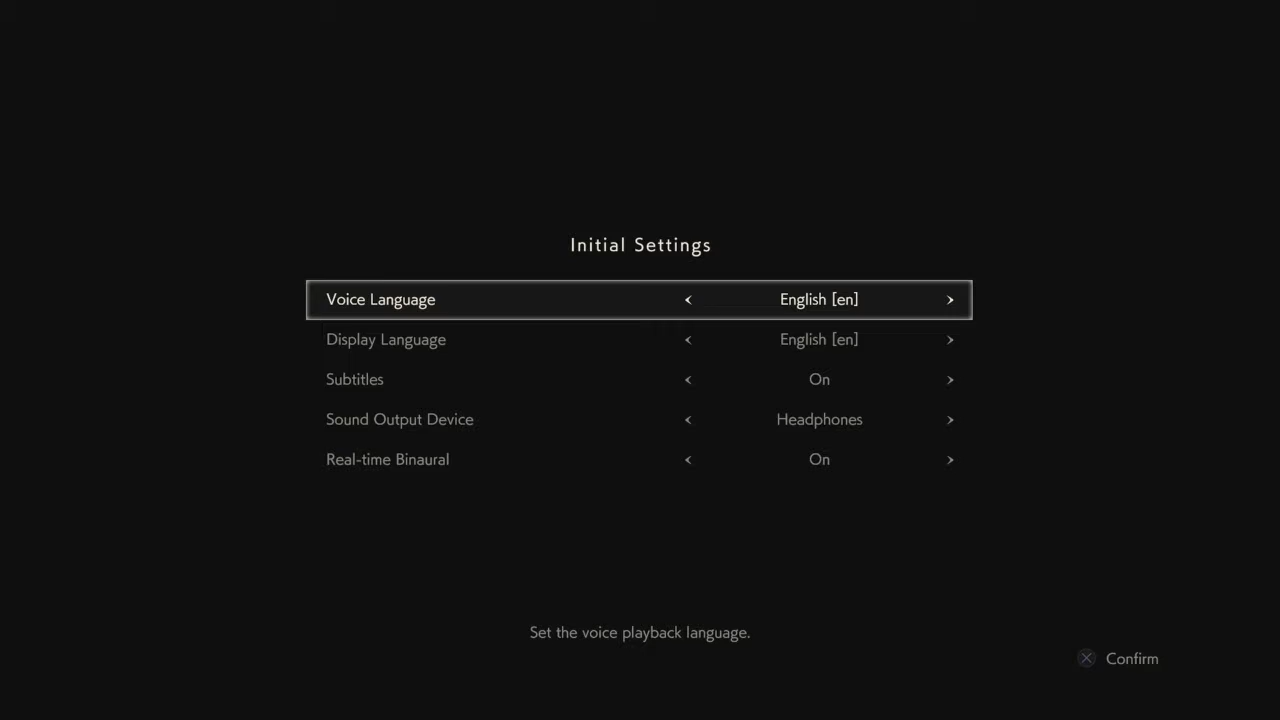 Initial Settings
Voice Language < English [en] >
Display Language < English [en] >
Subtitles < On >
Sound Output Device < Headphones >
Real-time Binaural < On >
Set the voice playback language.
Confirm